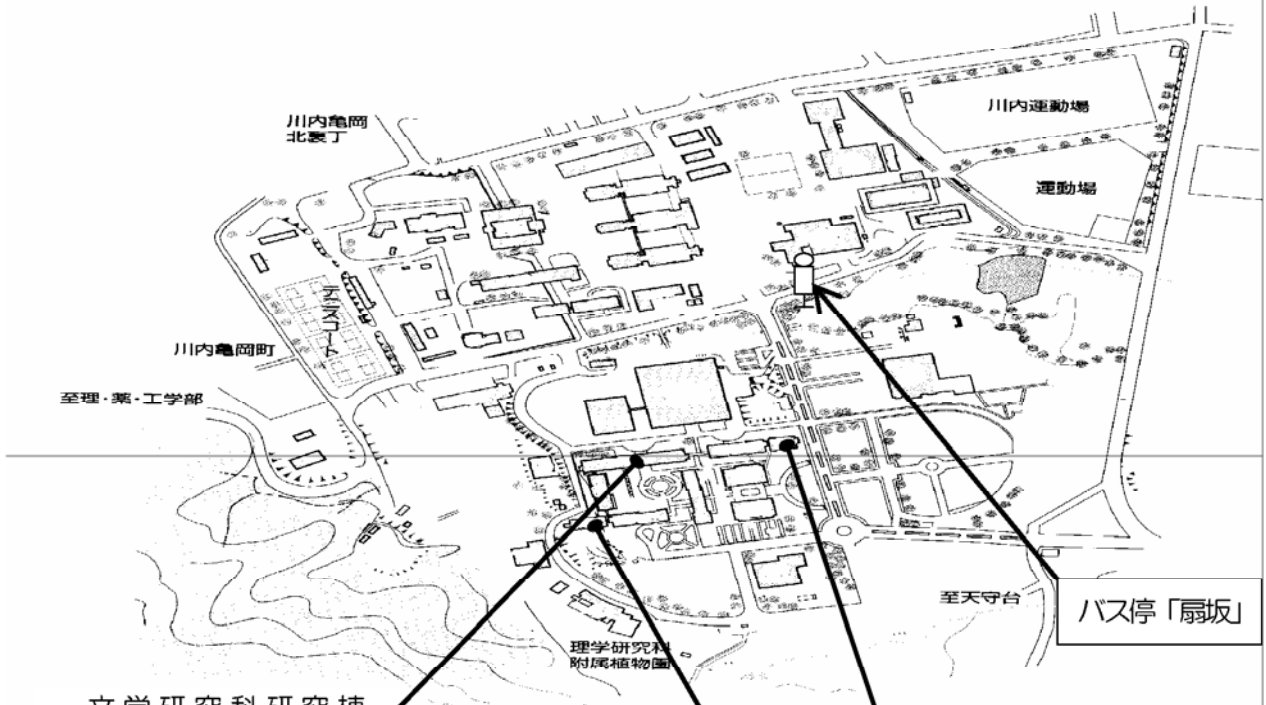 川内運動場
川内亀岡
北裏丁
運動場
テニスコート
川内亀岡町
至理・薬・工学部
至天守台
バス停「扇坂」
理学研究科
附属植物園
文学研究科研究棟